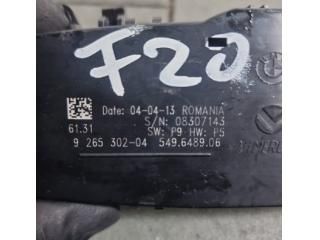 F20
Date: 04-04-13 ROMANIA
S/N: 08307143
61.31 SW: P9 HW: P5
9 265 302-04 549.6489.06